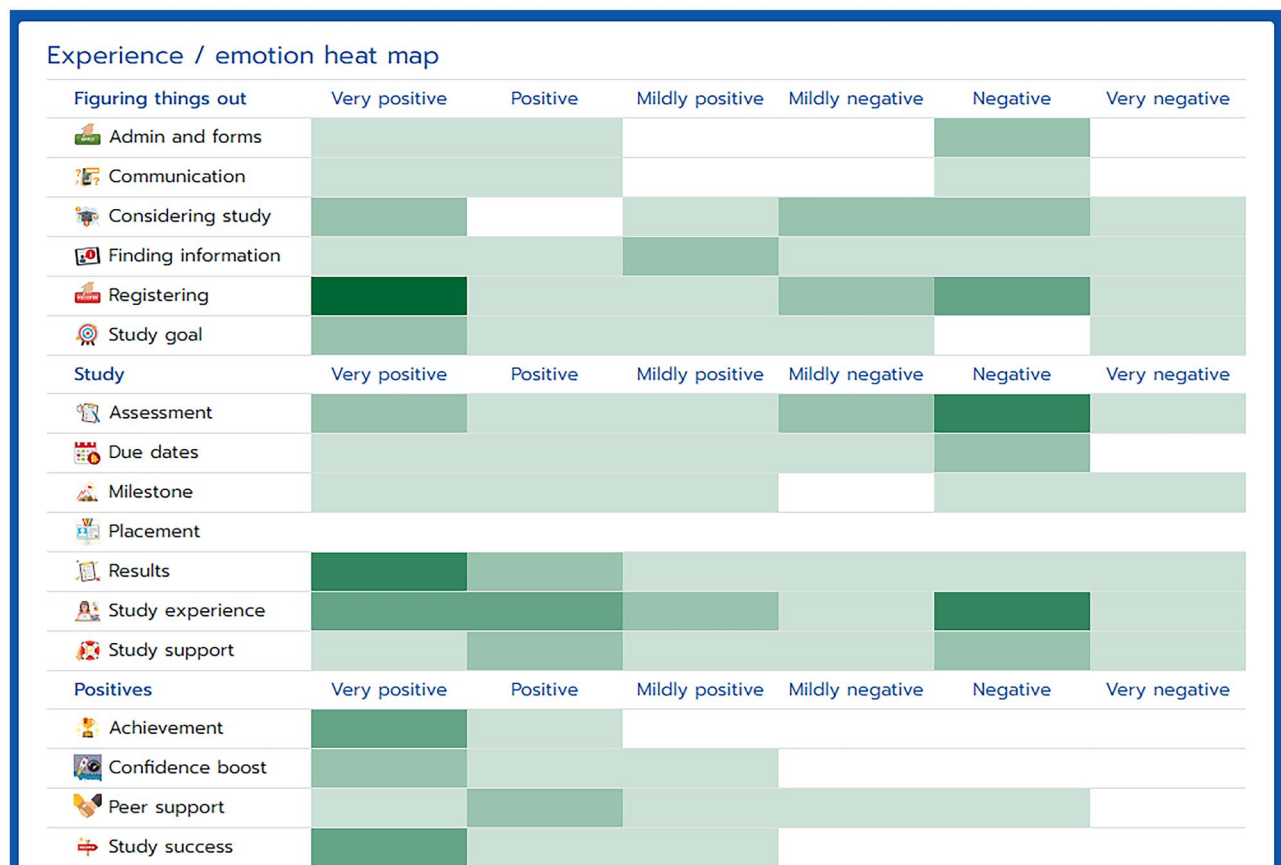 Experience / emotion heat map
Figuring things out Very positive Positive Mildly positive Mildly negative Negative Very negative
Admin and forms
Communication
Considering study
Finding information
Registering
Study goal
Study Very positive Positive Mildly positive Mildly negative Negative Very negative
Assessment
Due dates
Milestone
Placement
Results
Study experience
Study support
Positives Very positive Positive Mildly positive Mildly negative Negative Very negative
Achievement
Confidence boost
Peer support
Study success